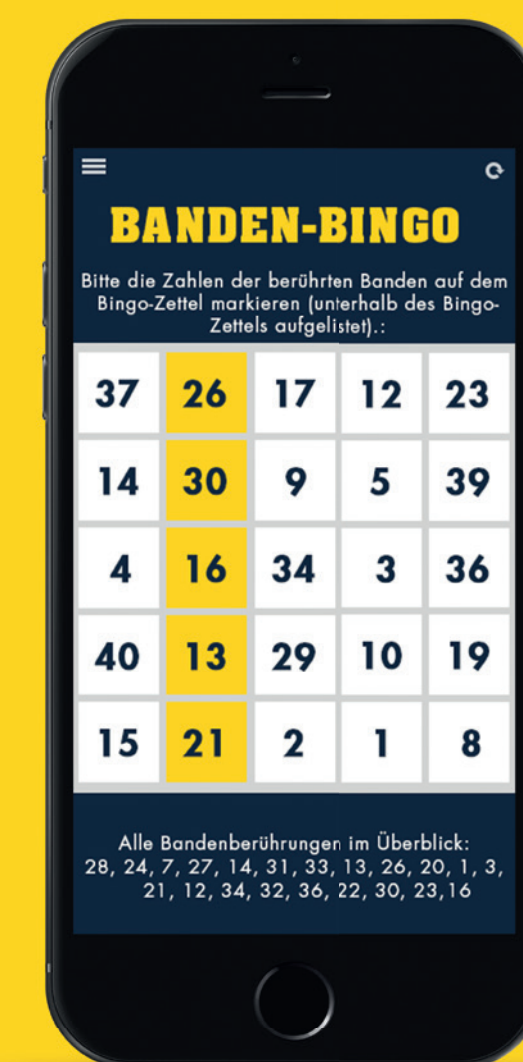 BANDEN-BINGO
Bitte die Zahlen der berührten Banden auf dem
Bingo-Zettel markieren (unterhalb des Bingo-
Zettels aufgelistet).:
37 26 17 12 23
14 30 9 5 39
4 16 34 3 36
40 13 29 10 19
15 21 2 1 8
Alle Bandenberührungen im Überblick:
28, 24, 7, 27, 14, 31, 33, 13, 26, 20, 1, 3,
21, 12, 34, 32, 36, 22, 30, 23,16